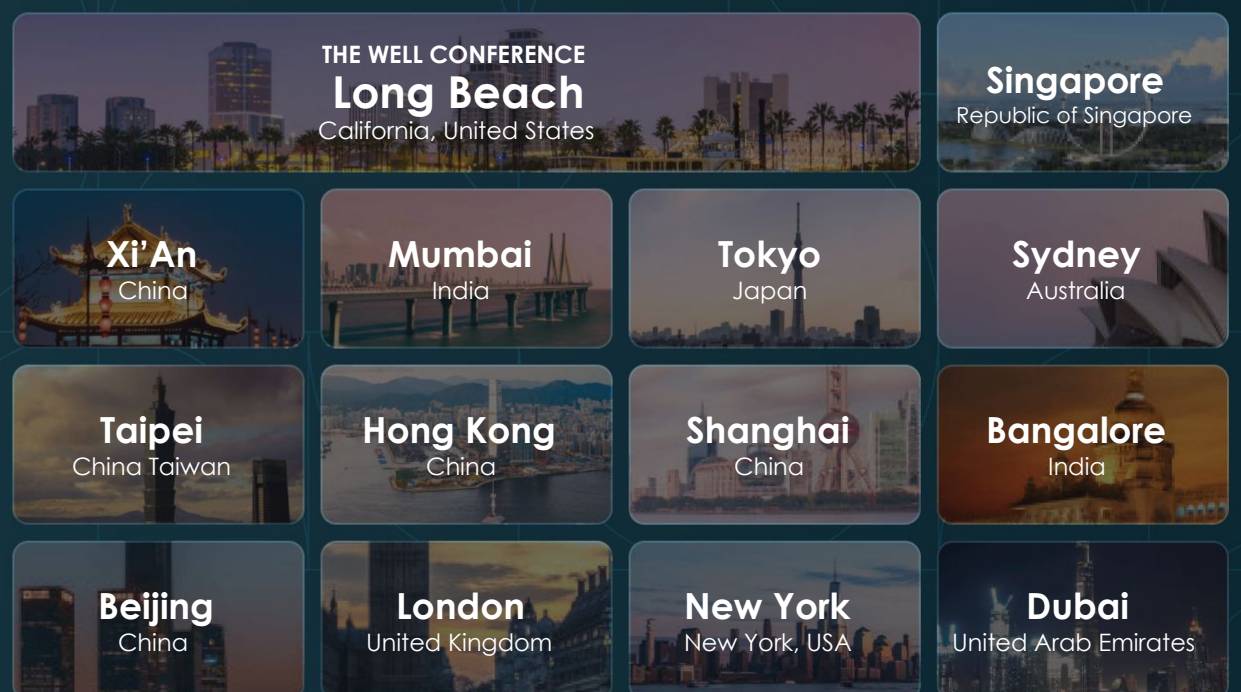 THE WELL CONFERENCE
Long Beach
California, United States
Singapore
Republic of Singapore
Xi’An
China
Mumbai
India
Tokyo
Japan
Sydney
Australia
Taipei
China Taiwan
Hong Kong
China
Shanghai
China
Bangalore
India
Beijing
China
London
United Kingdom
New York
New York, USA
Dubai
United Arab Emirates